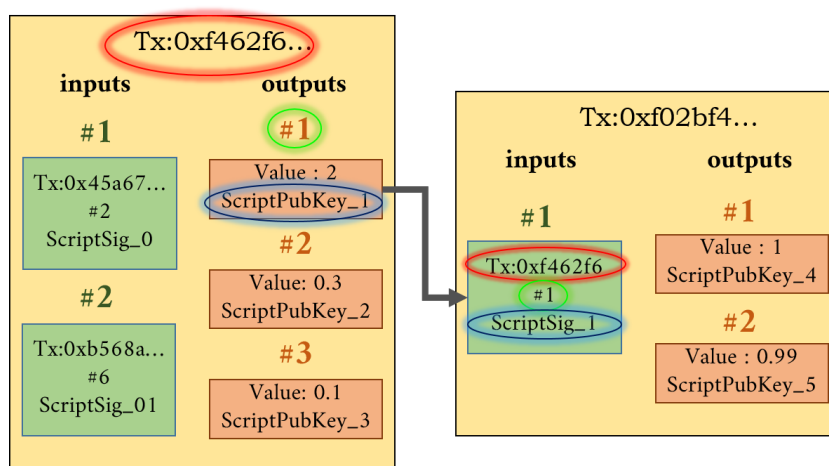 Tx:0xf462f6...
inputs
outputs
#1
Tx:0x45a67...
#2
ScriptSig_0
#2
Tx:0xb568a...
#6
ScriptSig_01
#1
Value : 2
ScriptPubKey_1
#2
Value: 0.3
ScriptPubKey_2
#3
Value: 0.1
ScriptPubKey_3
Tx:0xf02bf4...
inputs
outputs
#1
Tx:0xf462f6
#1
ScriptSig_1
#1
Value : 1
ScriptPubKey_4
#2
Value : 0.99
ScriptPubKey_5